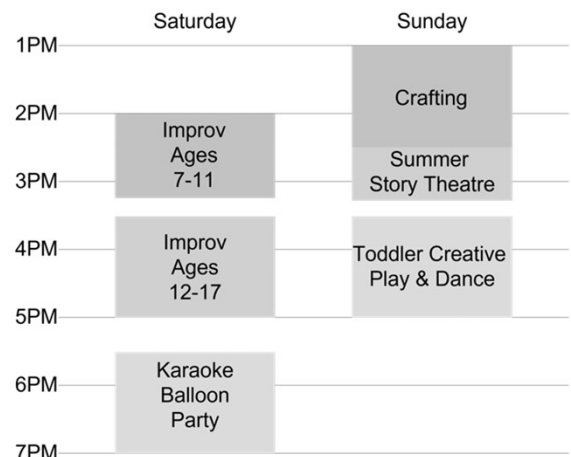 Saturday
Sunday
1PM
2PM
3PM
4PM
5PM
6PM
7PM
Improv
Ages
7-11
Improv
Ages
12-17
Karaoke
Balloon
Party
Crafting
Summer
Story Theatre
Toddler Creative
Play & Dance